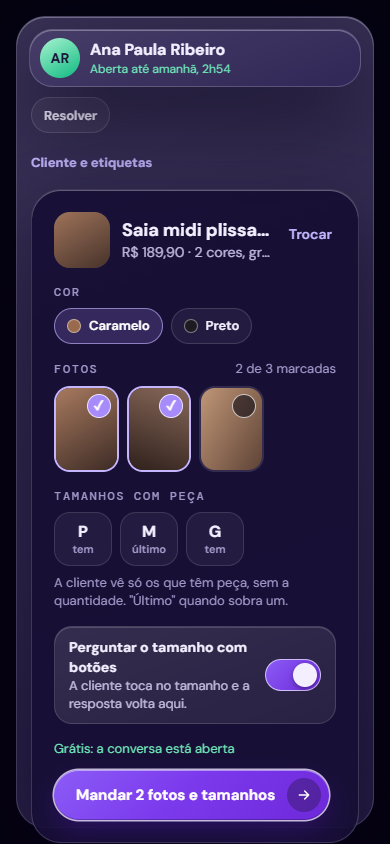 AR
Ana Paula Ribeiro
Aberta até amanhã, 2h54
Resolver
Cliente e etiquetas
Saia midi plissa...
R$ 189,90 · 2 cores, gr...
Trocar
COR
Caramelo
Preto
FOTOS
2 de 3 marcadas
TAMANHOS COM PEÇA
P
tem
M
último
G
tem
A cliente vê só os que têm peça, sem a
quantidade. "Último" quando sobra um.
Perguntar o tamanho com
botões
A cliente toca no tamanho e a
resposta volta aqui.
Grátis: a conversa está aberta
Mandar 2 fotos e tamanhos →